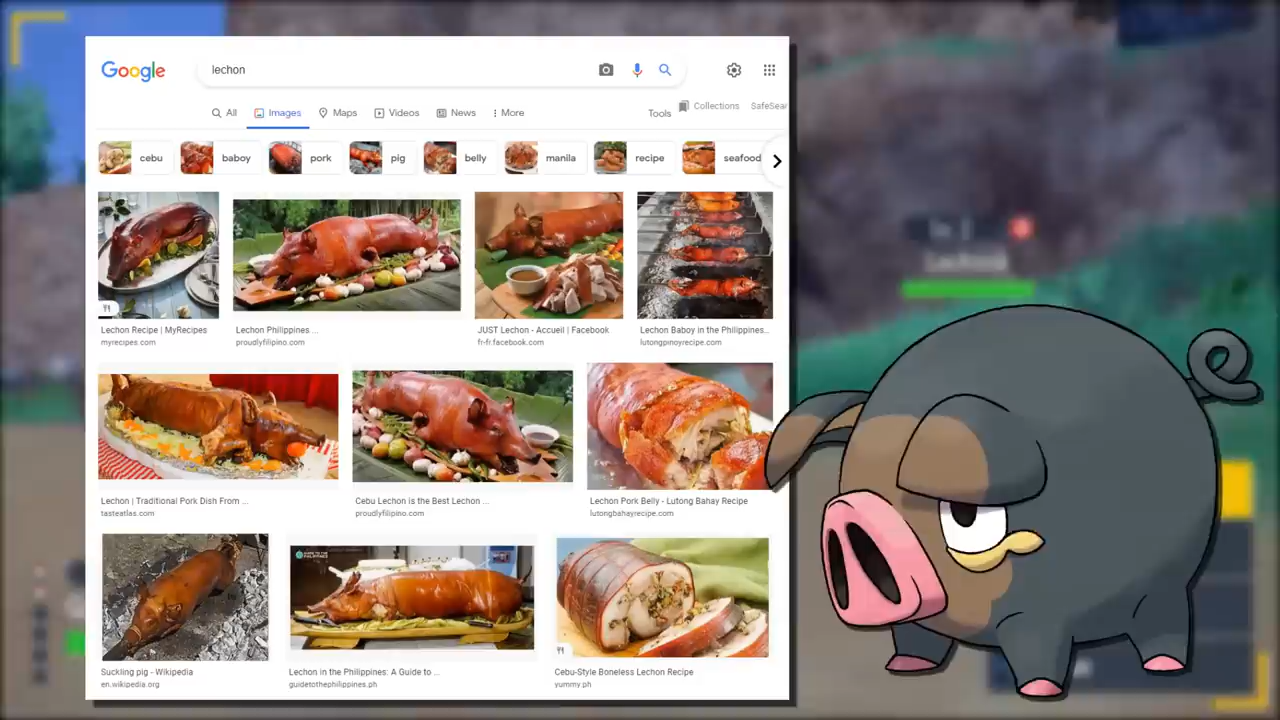 Google
lechon
All
Images
Maps
Videos
News
More
Tools
Collections
SafeSear
cebu
baboy
pork
pig
belly
manila
recipe
seafood
Lechon Recipe | MyRecipes
myrecipes.com
Lechon Philippines ...
proudlyfilipino.com
JUST Lechon - Accueil | Facebook
fr-fr.facebook.com
Lechon Baboy in the Philippines...
lutongpinoyrecipe.com
Lechon | Traditional Pork Dish From ...
tasteatlas.com
Cebu Lechon is the Best Lechon ...
proudlyfilipino.com
Lechon Pork Belly - Lutong Bahay Recipe
lutongbahayrecipe.com
Suckling pig - Wikipedia
en.wikipedia.org
Lechon in the Philippines: A Guide to ...
guidetothephilippines.ph
Cebu-Style Boneless Lechon Recipe
yummy.ph